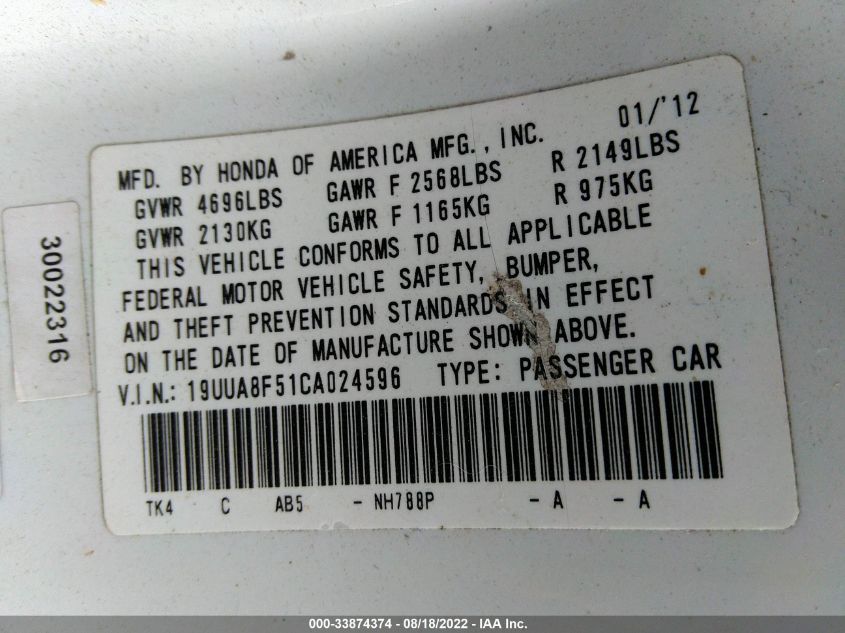 MFD. BY HONDA OF AMERICA MFG., INC. 01/'12
GVWR 4696LBS GAWR F 2568LBS R 2149LBS
GVWR 2130KG GAWR F 1165KG R 975KG
THIS VEHICLE CONFORMS TO ALL APPLICABLE
FEDERAL MOTOR VEHICLE SAFETY, BUMPER,
AND THEFT PREVENTION STANDARDS IN EFFECT
ON THE DATE OF MANUFACTURE SHOWN ABOVE.
V.I.N.: 19UUA8F51CA024596 TYPE: PASSENGER CAR
TK4 C AB5 - NH788P - A - A
30022316
000-33874374 - 08/18/2022 - IAA Inc.